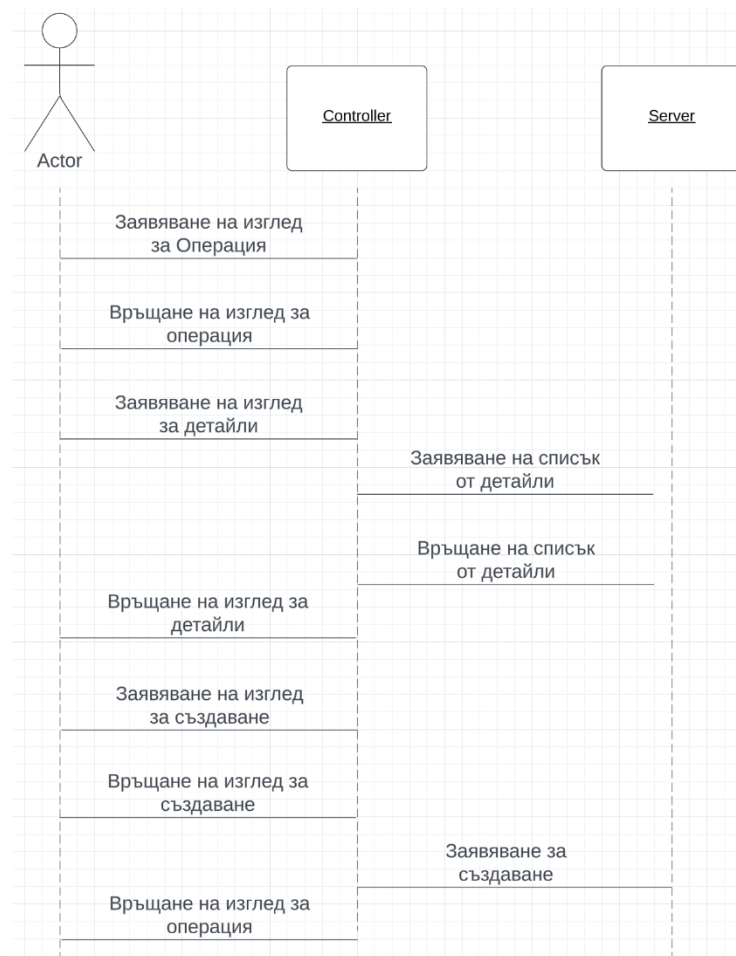 Actor
Controller
Server
Заявяване на изглед
за Операция
Връщане на изглед за
операция
Заявяване на изглед
за детайли
Заявяване на списък
от детайли
Връщане на списък
от детайли
Връщане на изглед за
детайли
Заявяване на изглед
за създаване
Връщане на изглед за
създаване
Заявяване за
създаване
Връщане на изглед за
операция